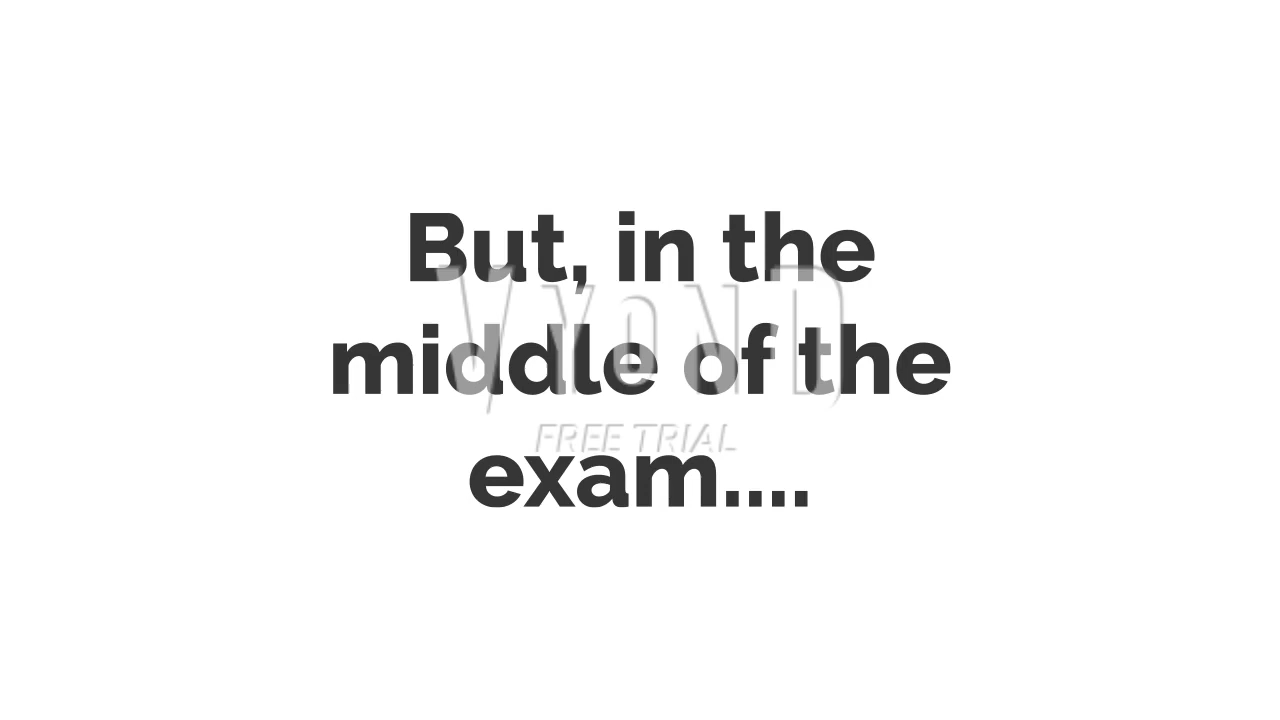 But, in the
middle of the
exam....
VYOND
FREE TRIAL